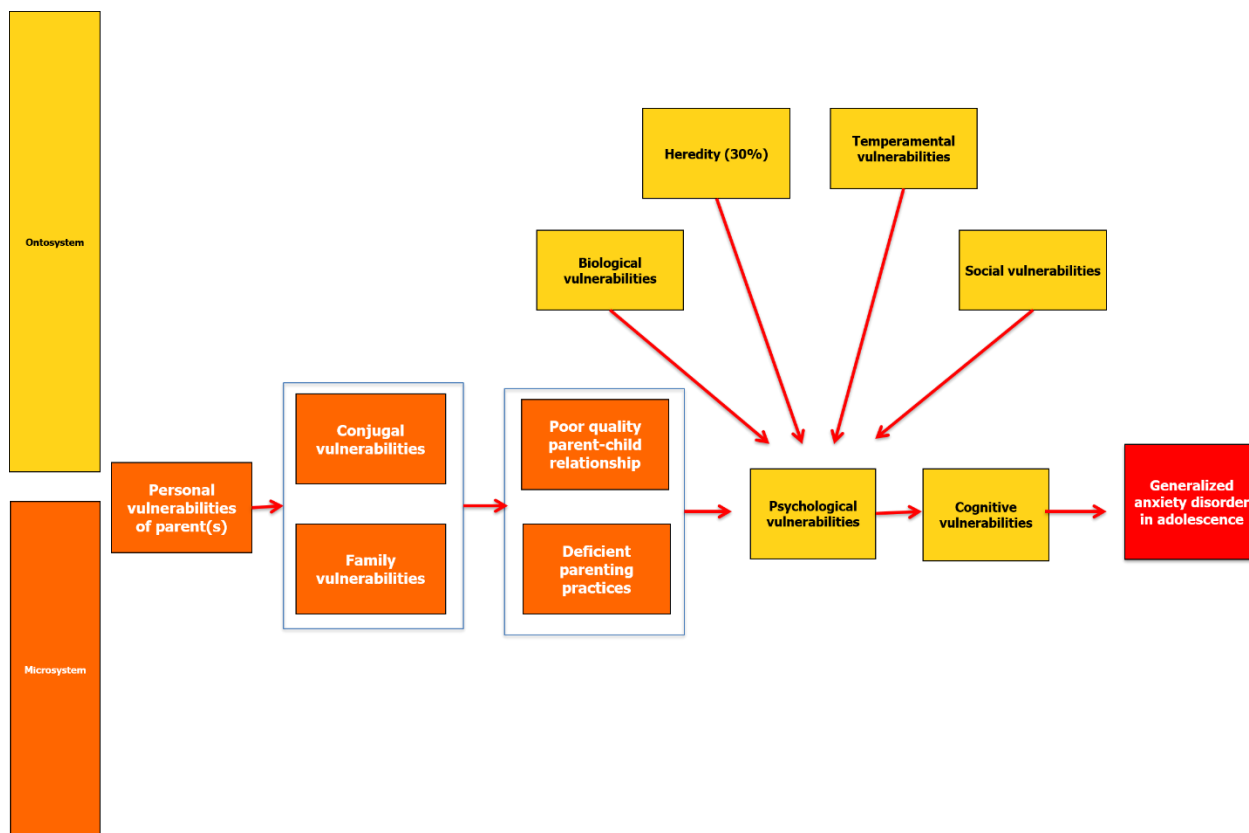 Ontosystem
Heredity (30%)
Temperamental
vulnerabilities
Biological
vulnerabilities
Social vulnerabilities
Personal
vulnerabilities
of parent(s)
Conjugal
vulnerabilities
Family
vulnerabilities
Poor quality
parent-child
relationship
Deficient
parenting
practices
Psychological
vulnerabilities
Cognitive
vulnerabilities
Generalized
anxiety disorder
in adolescence
Microsystem